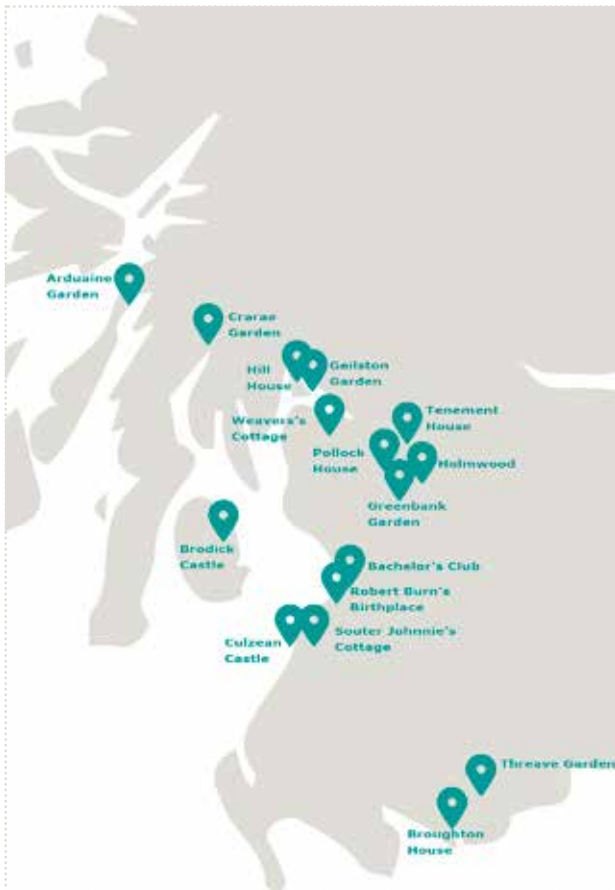 Arduaine
Garden
Crarae
Garden
Hill
House
Geilston
Garden
Weavers's
Cottage
Tenement
House
Pollock
House
Holmwood
Greenbank
Garden
Brodick
Castle
Bachelor's Club
Robert Burn's
Birthplace
Culzean
Castle
Souter Johnnie's
Cottage
Threave Garden
Broughton
House